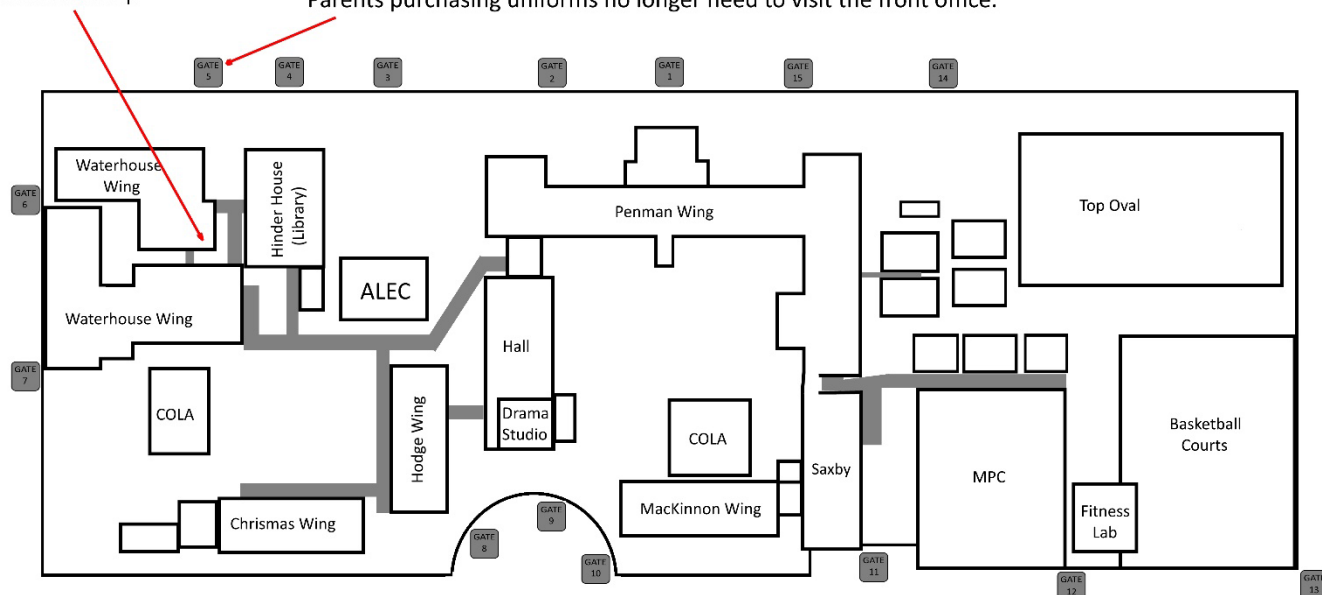 Parents purchasing uniforms no longer need to visit the front office.
GATE
5
GATE
4
GATE
3
GATE
2
GATE
1
GATE
15
GATE
14
Waterhouse
Wing
GATE
6
Hinder House
(Library)
Penman Wing
Top Oval
ALEC
Waterhouse Wing
Hall
GATE
7
COLA
Hodge Wing
Drama
Studio
COLA
Saxby
Basketball
Courts
MPC
Chrismas Wing
MacKinnon Wing
Fitness
Lab
GATE
8
GATE
9
GATE
10
GATE
11
GATE
12
GATE
13